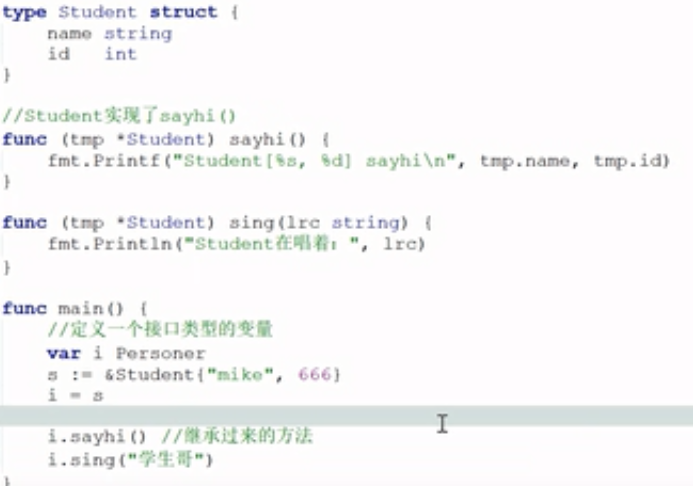 type Student struct {
    name string
    id   int
}
//Student实现了sayhi()
func (tmp *Student) sayhi() {
    fmt.Printf("Student[%s, %d] sayhi\n", tmp.name, tmp.id)
}
func (tmp *Student) sing(lrc string) {
    fmt.Println("Student在唱着：", lrc)
}
func main() {
    //定义一个接口类型的变量
    var i Personer
    s := &Student{"mike", 666}
    i = s
    i.sayhi() //继承过来的方法
    i.sing("学生哥")
}